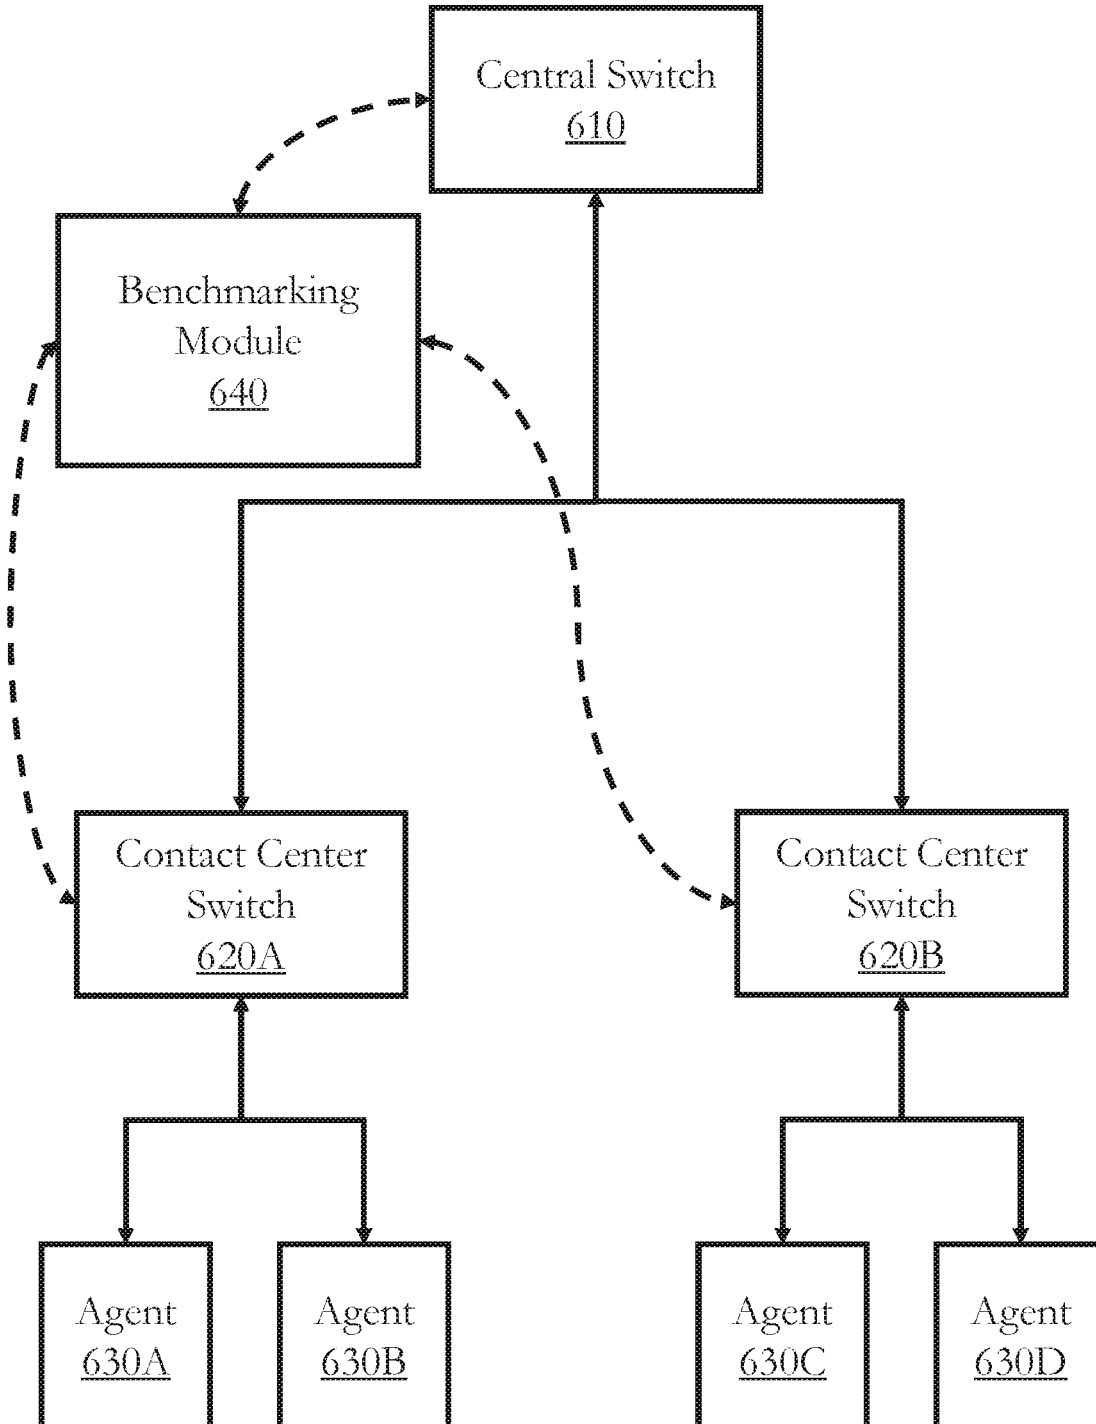 Central Switch
610
Benchmarking
Module
640
Contact Center
Switch
620A
Contact Center
Switch
620B
Agent
630A
Agent
630B
Agent
630C
Agent
630D